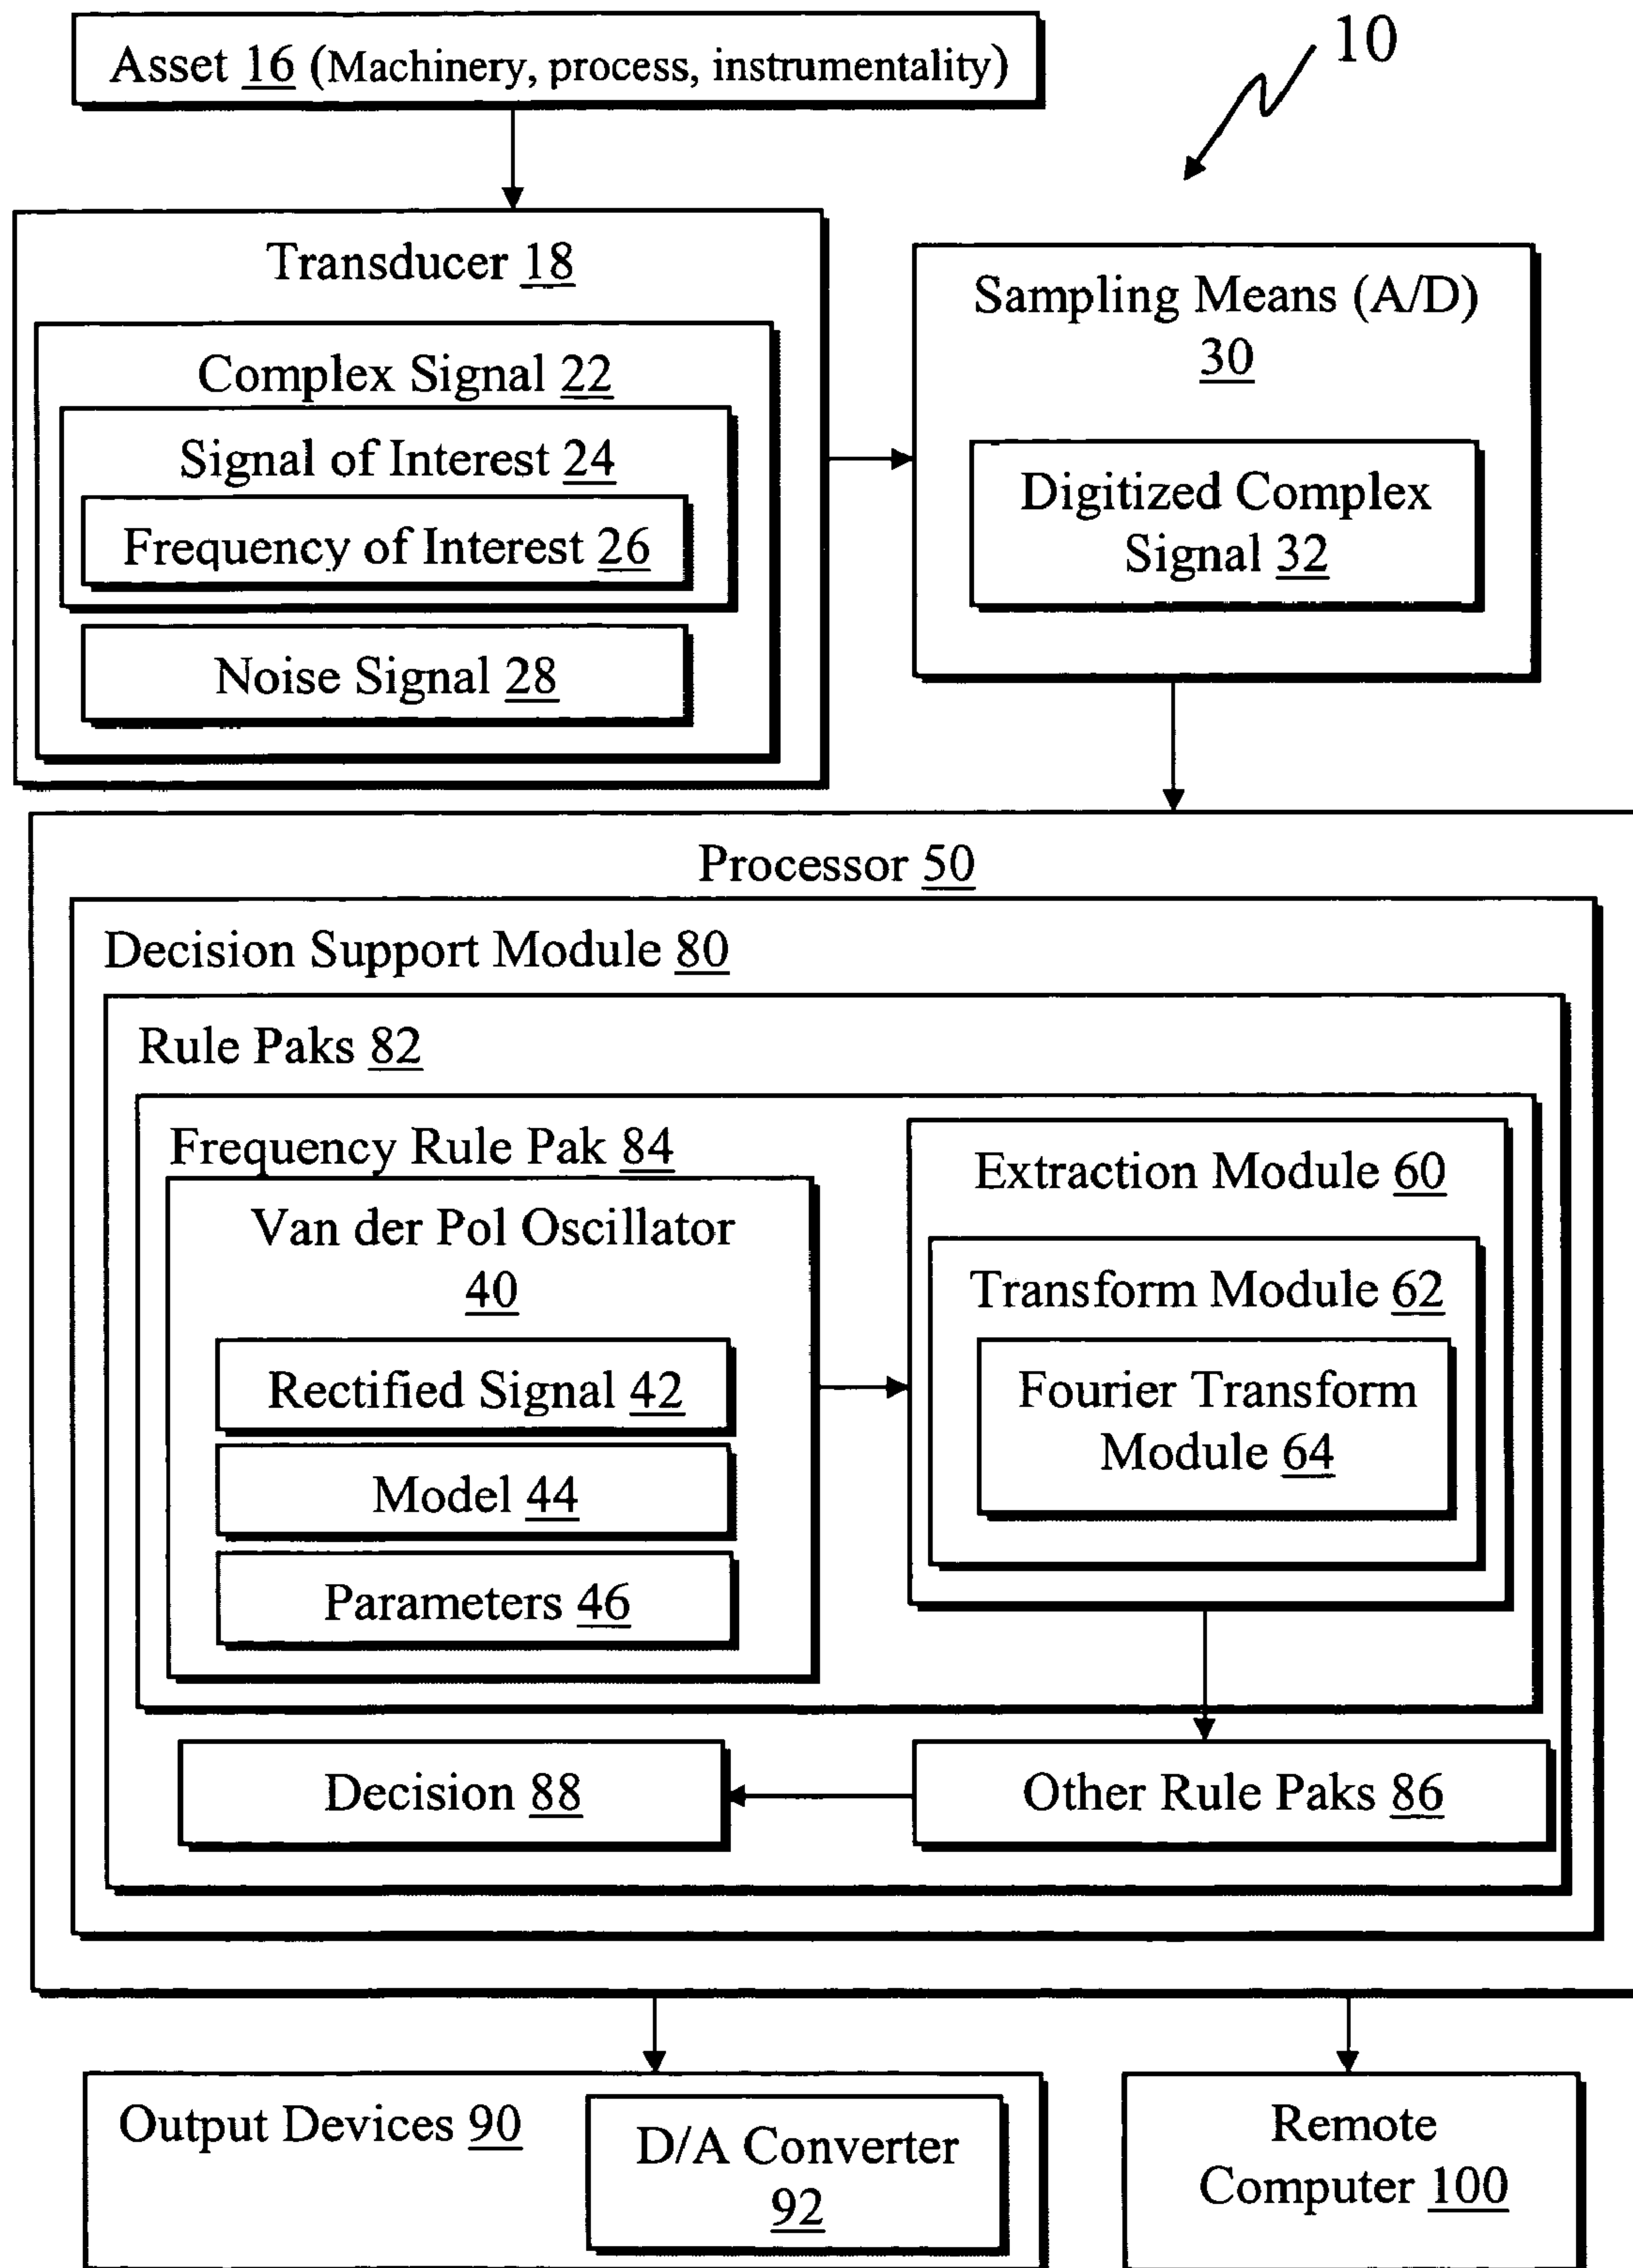 Asset 16 (Machinery, process, instrumentality)
10
Transducer 18
Complex Signal 22
Signal of Interest 24
Frequency of Interest 26
Noise Signal 28
Sampling Means (A/D)
30
Digitized Complex
Signal 32
Processor 50
Decision Support Module 80
Rule Paks 82
Frequency Rule Pak 84
Van der Pol Oscillator
40
Rectified Signal 42
Model 44
Parameters 46
Extraction Module 60
Transform Module 62
Fourier Transform
Module 64
Decision 88
Other Rule Paks 86
Output Devices 90
D/A Converter
92
Remote
Computer 100